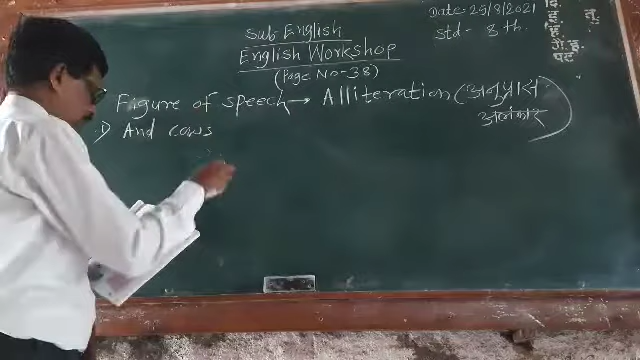 Sub-English
English Workshop
(Page No-38)
Date:-25/8/2021
Std - 8 th.
Figure of speech → Alliteration (अनुप्रास
अलंकार)
1) And cows